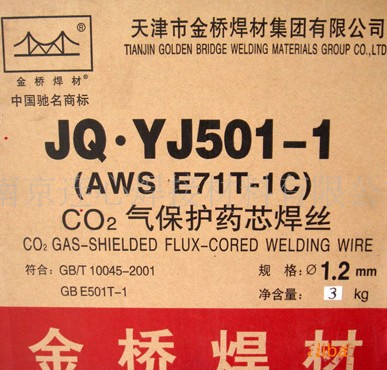 天津市金桥焊材集团有限公司
TIANJIN GOLDEN BRIDGE WELDING MATERIALS GROUP CO.,LTD
®
金桥焊材®
中国驰名商标
JQ·YJ501-1
(AWS E71T-1C)
CO₂ 气保护药芯焊丝
CO₂ GAS-SHIELDED FLUX-CORED WELDING WIRE
符合: GB/T 10045-2001
GB E501T-1
规 格: Ø 1.2 mm
净含量: 3 kg
金桥焊材